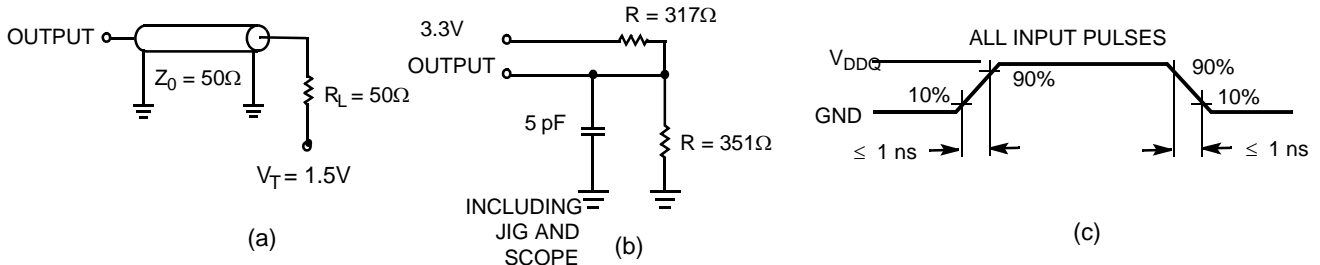 OUTPUT
Z0 = 50Ω
RL = 50Ω
VT = 1.5V
(a)
3.3V
R = 317Ω
OUTPUT
5 pF
R = 351Ω
INCLUDING
JIG AND
SCOPE
(b)
ALL INPUT PULSES
VDDQ
GND
10%
90%
90%
10%
≤ 1 ns
≤ 1 ns
(c)